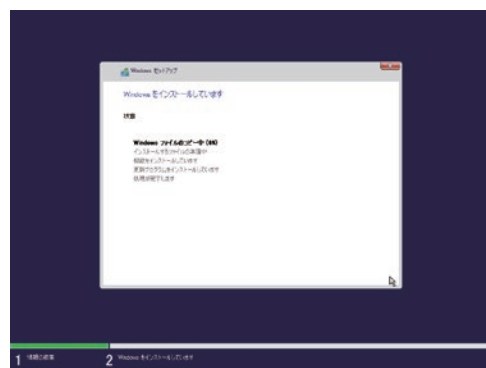 Windows セットアップ
Windows をインストールしています
状態
Windows ファイルをコピー中 (0%)
インストールするファイルの準備中
機能をインストールしています
更新プログラムをインストールしています
処理が完了します
1 情報の収集
2 Windows をインストールしています